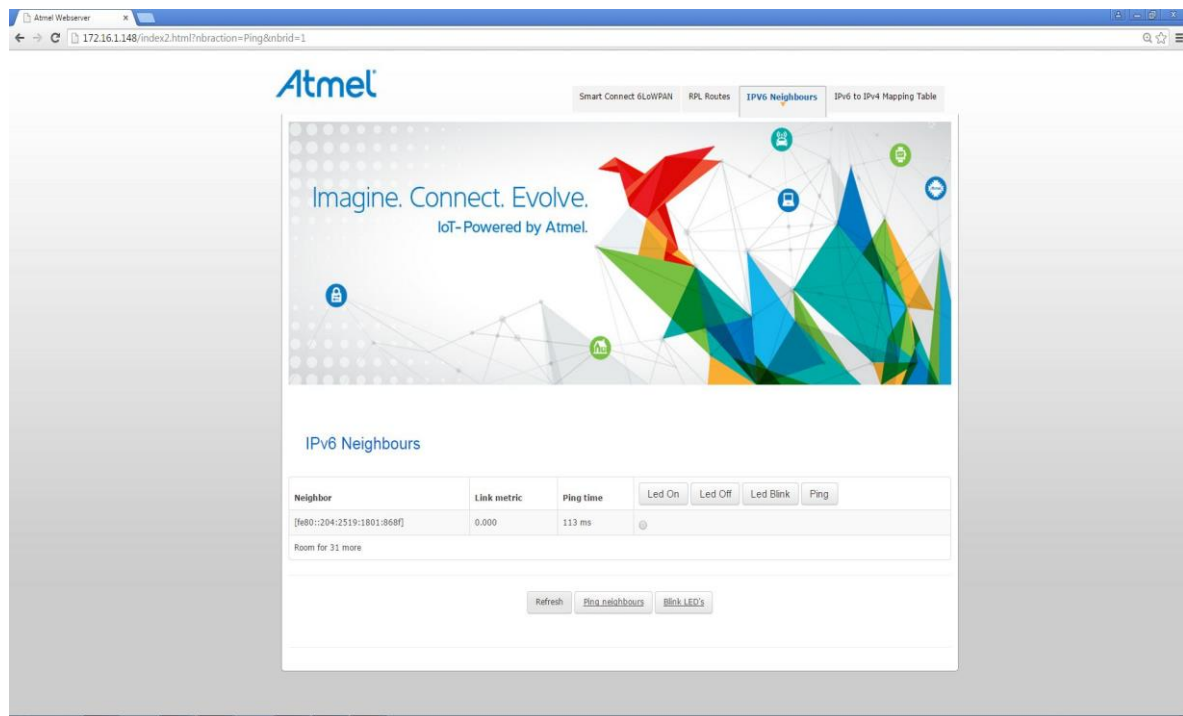 Atmel Webserver
172.16.1.148/index2.html?nbraction=Ping&nbrid=1
Atmel
Smart Connect 6LoWPAN RPL Routes IPV6 Neighbours IPv6 to IPv4 Mapping Table
Imagine. Connect. Evolve.
IoT-Powered by Atmel.
IPv6 Neighbours
Neighbor Link metric Ping time Led On Led Off Led Blink Ping
[fe80::204:2519:1801:868f] 0.000 113 ms
Room for 31 more
Refresh Ping neighbours Blink LED's